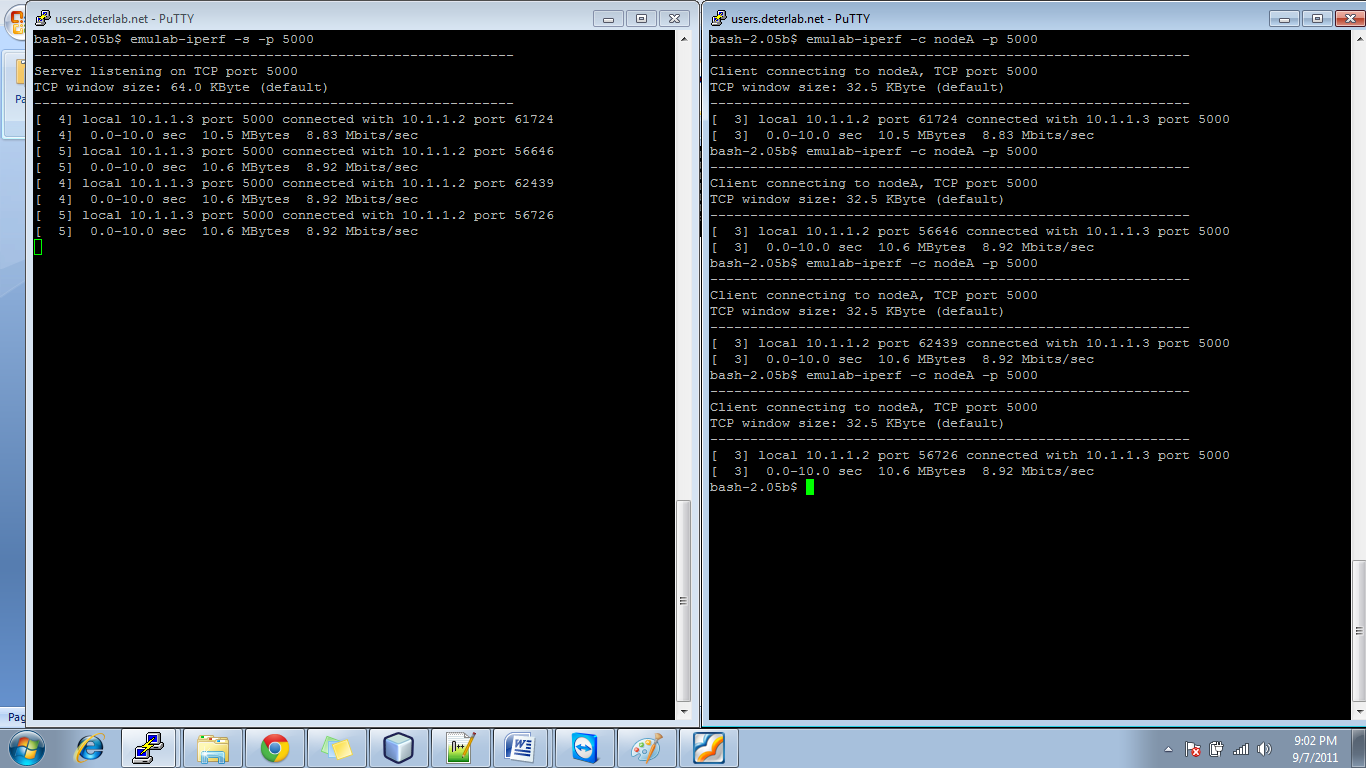 users.deterlab.net - PuTTY
bash-2.05b$ emulab-iperf -s -p 5000
------------------------------------------------------------
Server listening on TCP port 5000
TCP window size: 64.0 KByte (default)
------------------------------------------------------------
[  4] local 10.1.1.3 port 5000 connected with 10.1.1.2 port 61724
[  4]  0.0-10.0 sec  10.5 MBytes  8.83 Mbits/sec
[  5] local 10.1.1.3 port 5000 connected with 10.1.1.2 port 56646
[  5]  0.0-10.0 sec  10.6 MBytes  8.92 Mbits/sec
[  4] local 10.1.1.3 port 5000 connected with 10.1.1.2 port 62439
[  4]  0.0-10.0 sec  10.6 MBytes  8.92 Mbits/sec
[  5] local 10.1.1.3 port 5000 connected with 10.1.1.2 port 56726
[  5]  0.0-10.0 sec  10.6 MBytes  8.92 Mbits/sec
users.deterlab.net - PuTTY
bash-2.05b$ emulab-iperf -c nodeA -p 5000
------------------------------------------------------------
Client connecting to nodeA, TCP port 5000
TCP window size: 32.5 KByte (default)
------------------------------------------------------------
[  3] local 10.1.1.2 port 61724 connected with 10.1.1.3 port 5000
[  3]  0.0-10.0 sec  10.5 MBytes  8.83 Mbits/sec
bash-2.05b$ emulab-iperf -c nodeA -p 5000
------------------------------------------------------------
Client connecting to nodeA, TCP port 5000
TCP window size: 32.5 KByte (default)
------------------------------------------------------------
[  3] local 10.1.1.2 port 56646 connected with 10.1.1.3 port 5000
[  3]  0.0-10.0 sec  10.6 MBytes  8.92 Mbits/sec
bash-2.05b$ emulab-iperf -c nodeA -p 5000
------------------------------------------------------------
Client connecting to nodeA, TCP port 5000
TCP window size: 32.5 KByte (default)
------------------------------------------------------------
[  3] local 10.1.1.2 port 62439 connected with 10.1.1.3 port 5000
[  3]  0.0-10.0 sec  10.6 MBytes  8.92 Mbits/sec
bash-2.05b$ emulab-iperf -c nodeA -p 5000
------------------------------------------------------------
Client connecting to nodeA, TCP port 5000
TCP window size: 32.5 KByte (default)
------------------------------------------------------------
[  3] local 10.1.1.2 port 56726 connected with 10.1.1.3 port 5000
[  3]  0.0-10.0 sec  10.6 MBytes  8.92 Mbits/sec
bash-2.05b$
Pa
Pag
9:02 PM
9/7/2011